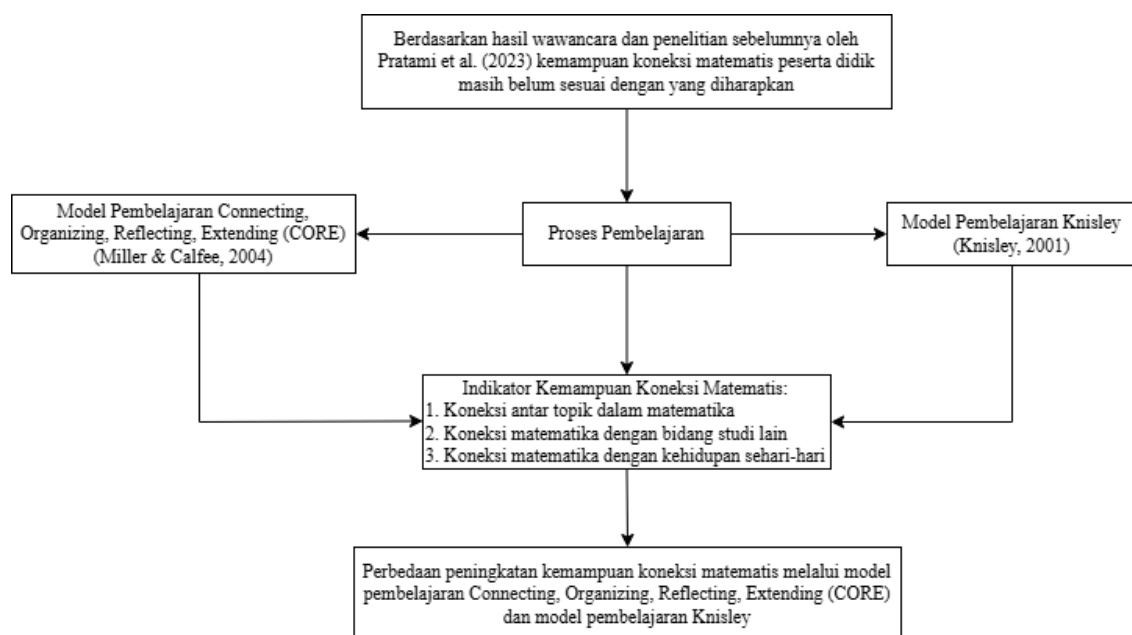 Berdasarkan hasil wawancara dan penelitian sebelumnya oleh
Pratami et al. (2023) kemampuan koneksi matematis peserta didik
masih belum sesuai dengan yang diharapkan
Model Pembelajaran Connecting,
Organizing, Reflecting, Extending (CORE)
(Miller & Calfee, 2004)
Proses Pembelajaran
Model Pembelajaran Knisley
(Knisley, 2001)
Indikator Kemampuan Koneksi Matematis:
1. Koneksi antar topik dalam matematika
2. Koneksi matematika dengan bidang studi lain
3. Koneksi matematika dengan kehidupan sehari-hari
Perbedaan peningkatan kemampuan koneksi matematis melalui model
pembelajaran Connecting, Organizing, Reflecting, Extending (CORE)
dan model pembelajaran Knisley